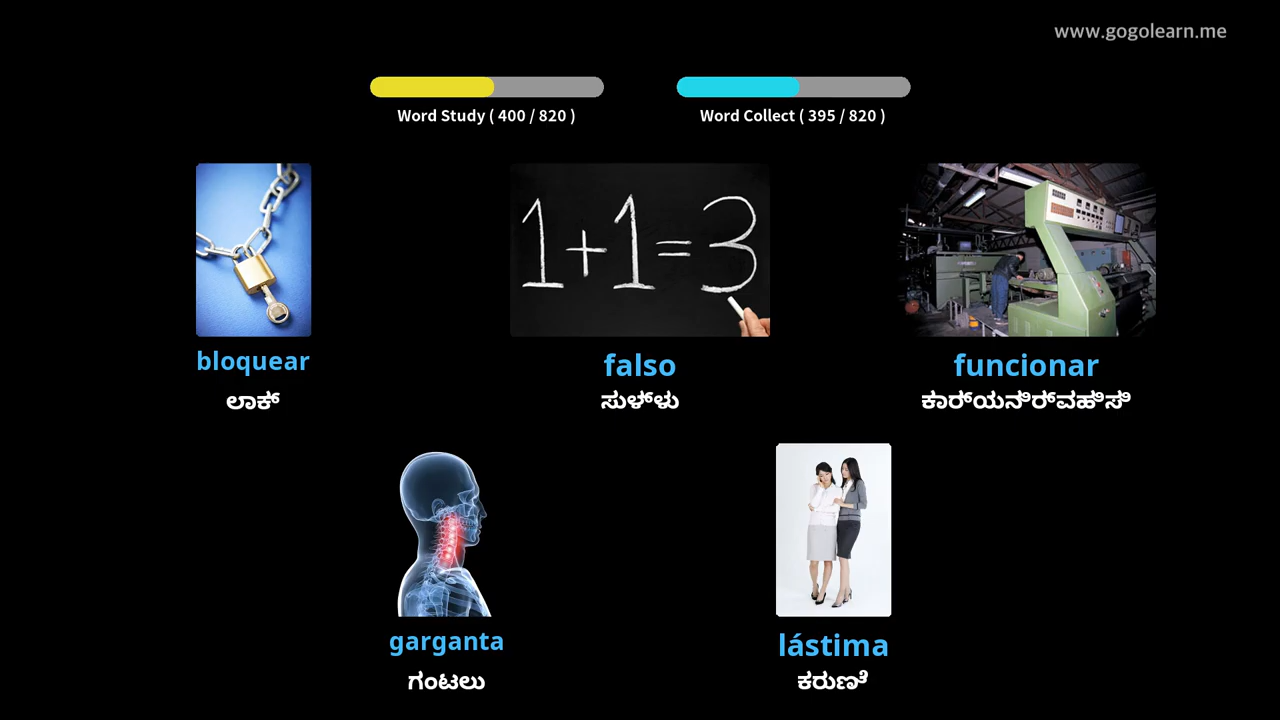 www.gogolearn.me
Word Study ( 400 / 820 )
Word Collect ( 395 / 820 )
1+1=3
bloquear
ಲಾಕ್
falso
ಸುಳ್ಳು
funcionar
ಕಾರ್ಯನಿರ್ವಹಿಸಿ
garganta
ಗಂಟಲು
lástima
ಕರುಣೆ